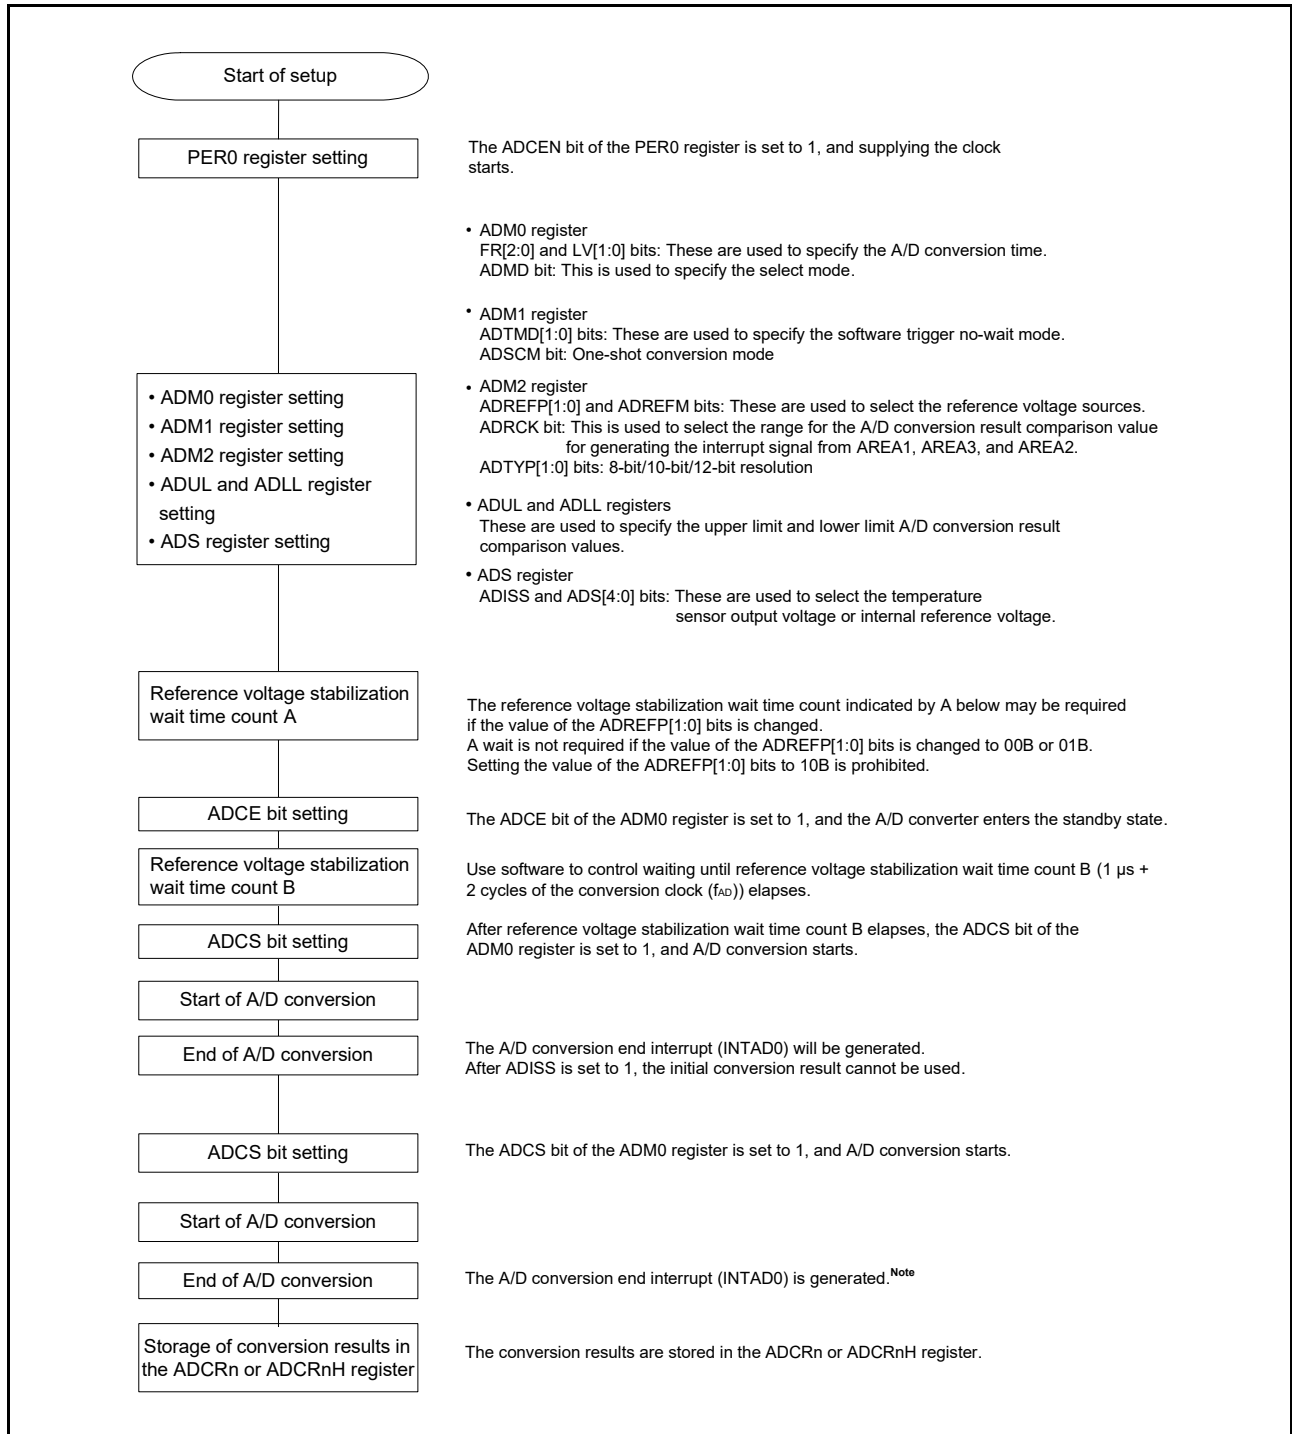 Start of setup
PER0 register setting
The ADCEN bit of the PER0 register is set to 1, and supplying the clock
starts.
• ADM0 register
FR[2:0] and LV[1:0] bits: These are used to specify the A/D conversion time.
ADMD bit: This is used to specify the select mode.
• ADM1 register
ADTMD[1:0] bits: These are used to specify the software trigger no-wait mode.
ADSCM bit: One-shot conversion mode
• ADM0 register setting
• ADM1 register setting
• ADM2 register setting
• ADUL and ADLL register
setting
• ADS register setting
• ADM2 register
ADREFP[1:0] and ADREFM bits: These are used to select the reference voltage sources.
ADRCK bit: This is used to select the range for the A/D conversion result comparison value
for generating the interrupt signal from AREA1, AREA3, and AREA2.
ADTYP[1:0] bits: 8-bit/10-bit/12-bit resolution
• ADUL and ADLL registers
These are used to specify the upper limit and lower limit A/D conversion result
comparison values.
• ADS register
ADISS and ADS[4:0] bits: These are used to select the temperature
sensor output voltage or internal reference voltage.
Reference voltage stabilization
wait time count A
The reference voltage stabilization wait time count indicated by A below may be required
if the value of the ADREFP[1:0] bits is changed.
A wait is not required if the value of the ADREFP[1:0] bits is changed to 00B or 01B.
Setting the value of the ADREFP[1:0] bits to 10B is prohibited.
ADCE bit setting
The ADCE bit of the ADM0 register is set to 1, and the A/D converter enters the standby state.
Reference voltage stabilization
wait time count B
Use software to control waiting until reference voltage stabilization wait time count B (1 µs +
2 cycles of the conversion clock (fAD)) elapses.
ADCS bit setting
After reference voltage stabilization wait time count B elapses, the ADCS bit of the
ADM0 register is set to 1, and A/D conversion starts.
Start of A/D conversion
End of A/D conversion
The A/D conversion end interrupt (INTAD0) will be generated.
After ADISS is set to 1, the initial conversion result cannot be used.
ADCS bit setting
The ADCS bit of the ADM0 register is set to 1, and A/D conversion starts.
Start of A/D conversion
End of A/D conversion
The A/D conversion end interrupt (INTAD0) is generated.Note
Storage of conversion results in
the ADCRn or ADCRnH register
The conversion results are stored in the ADCRn or ADCRnH register.